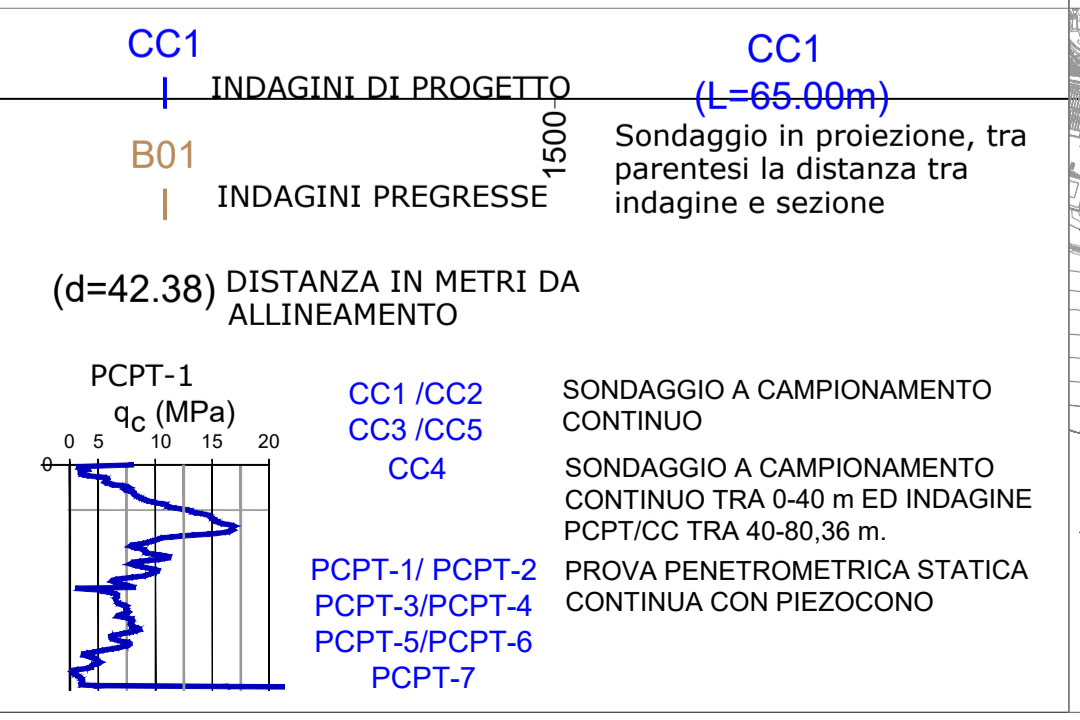 CC1
INDAGINI DI PROGETTO
CC1
(L=65.00m)
1500
Sondaggio in proiezione, tra
parentesi la distanza tra
indagine e sezione
B01
INDAGINI PREGRESSE
(d=42.38)
DISTANZA IN METRI DA
ALLINEAMENTO
PCPT-1
qc (MPa)
0 5 10 15 20
0
CC1 /CC2
CC3 /CC5
SONDAGGIO A CAMPIONAMENTO
CONTINUO
CC4
SONDAGGIO A CAMPIONAMENTO
CONTINUO TRA 0-40 m ED INDAGINE
PCPT/CC TRA 40-80,36 m.
PCPT-1/ PCPT-2
PCPT-3/PCPT-4
PCPT-5/PCPT-6
PCPT-7
PROVA PENETROMETRICA STATICA
CONTINUA CON PIEZOCONO